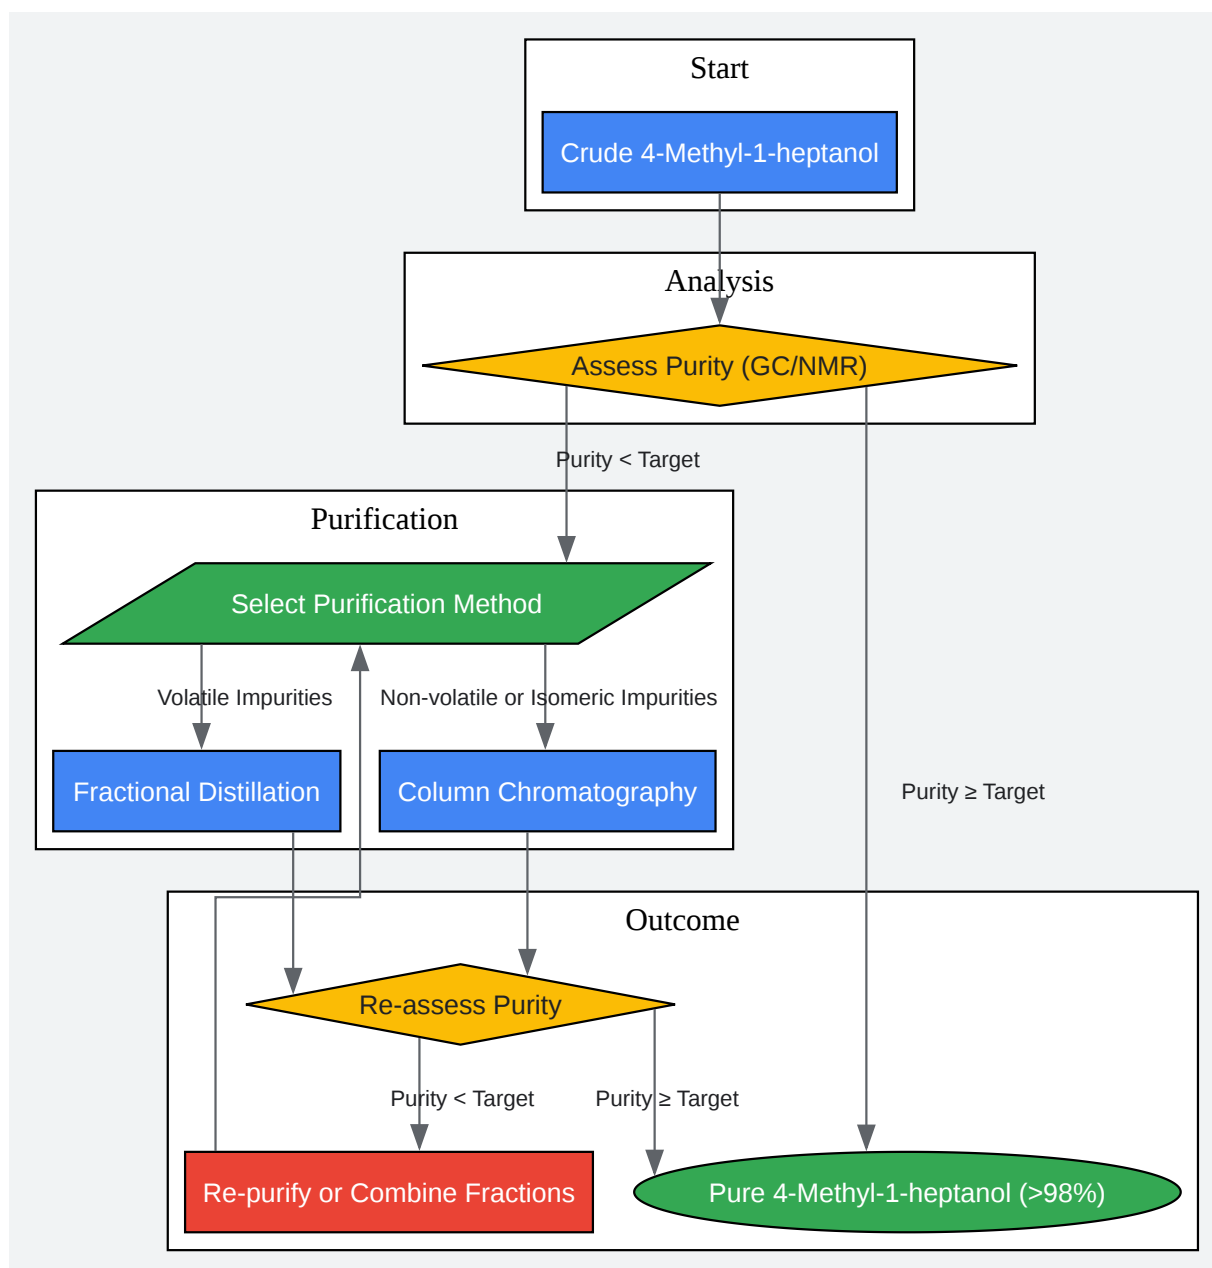 Start
Crude 4-Methyl-1-heptanol
Analysis
Assess Purity (GC/NMR)
Purity < Target
Purification
Select Purification Method
Volatile Impurities
Non-volatile or Isomeric Impurities
Fractional Distillation
Column Chromatography
Purity ≥ Target
Outcome
Re-assess Purity
Purity < Target
Purity ≥ Target
Re-purify or Combine Fractions
Pure 4-Methyl-1-heptanol (>98%)